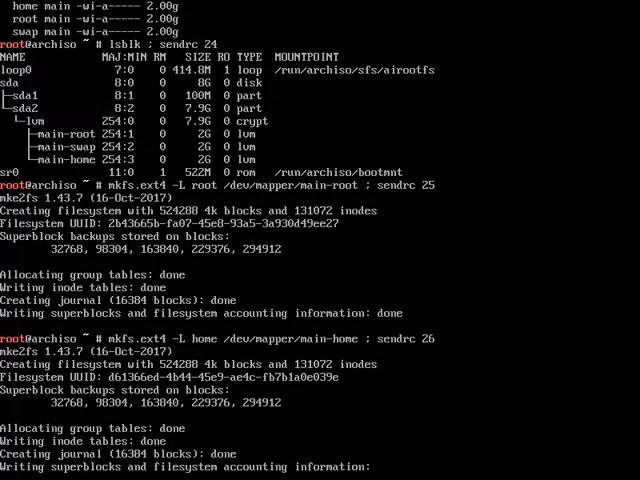 home main -wi-a----- 2.00g
root main -wi-a----- 2.00g
swap main -wi-a----- 2.00g
root@archiso ~ # lsblk ; sendrc 24
NAME MAJ:MIN RM SIZE RO TYPE MOUNTPOINT
loop0 7:0 0 414.8M 1 loop /run/archiso/sfs/airootfs
sda 8:0 0 8G 0 disk
├─sda1 8:1 0 100M 0 part
└─sda2 8:2 0 7.9G 0 part
└─lvm 254:0 0 7.9G 0 crypt
├─main-root 254:1 0 2G 0 lvm
├─main-swap 254:2 0 2G 0 lvm
└─main-home 254:3 0 2G 0 lvm
sr0 11:0 1 522M 0 rom /run/archiso/bootmnt
root@archiso ~ # mkfs.ext4 -L root /dev/mapper/main-root ; sendrc 25
mke2fs 1.43.7 (16-Oct-2017)
Creating filesystem with 524288 4k blocks and 131072 inodes
Filesystem UUID: 2b43665b-fa07-45e8-93a5-3a930d49ee27
Superblock backups stored on blocks:
32768, 98304, 163840, 229376, 294912
Allocating group tables: done
Writing inode tables: done
Creating journal (16384 blocks): done
Writing superblocks and filesystem accounting information: done
root@archiso ~ # mkfs.ext4 -L home /dev/mapper/main-home ; sendrc 26
mke2fs 1.43.7 (16-Oct-2017)
Creating filesystem with 524288 4k blocks and 131072 inodes
Filesystem UUID: d61366ed-4b44-45e9-ae4c-fb7b1a0e039e
Superblock backups stored on blocks:
32768, 98304, 163840, 229376, 294912
Allocating group tables: done
Writing inode tables: done
Creating journal (16384 blocks): done
Writing superblocks and filesystem accounting information: